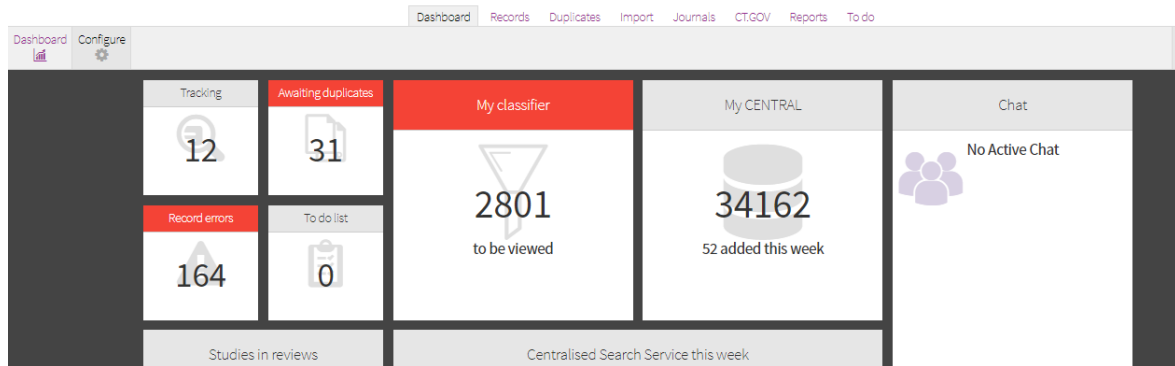 Dashboard Records Duplicates Import Journals CT.GOV Reports To do
Dashboard Configure
Tracking
12
Awaiting duplicates
31
My classifier
2801
to be viewed
My CENTRAL
34162
52 added this week
Chat
No Active Chat
Record errors
164
To do list
0
Studies in reviews
Centralised Search Service this week